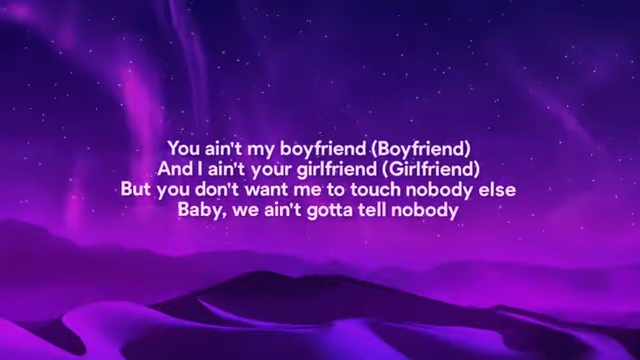 You ain't my boyfriend (Boyfriend)
And I ain't your girlfriend (Girlfriend)
But you don't want me to touch nobody else
Baby, we ain't gotta tell nobody